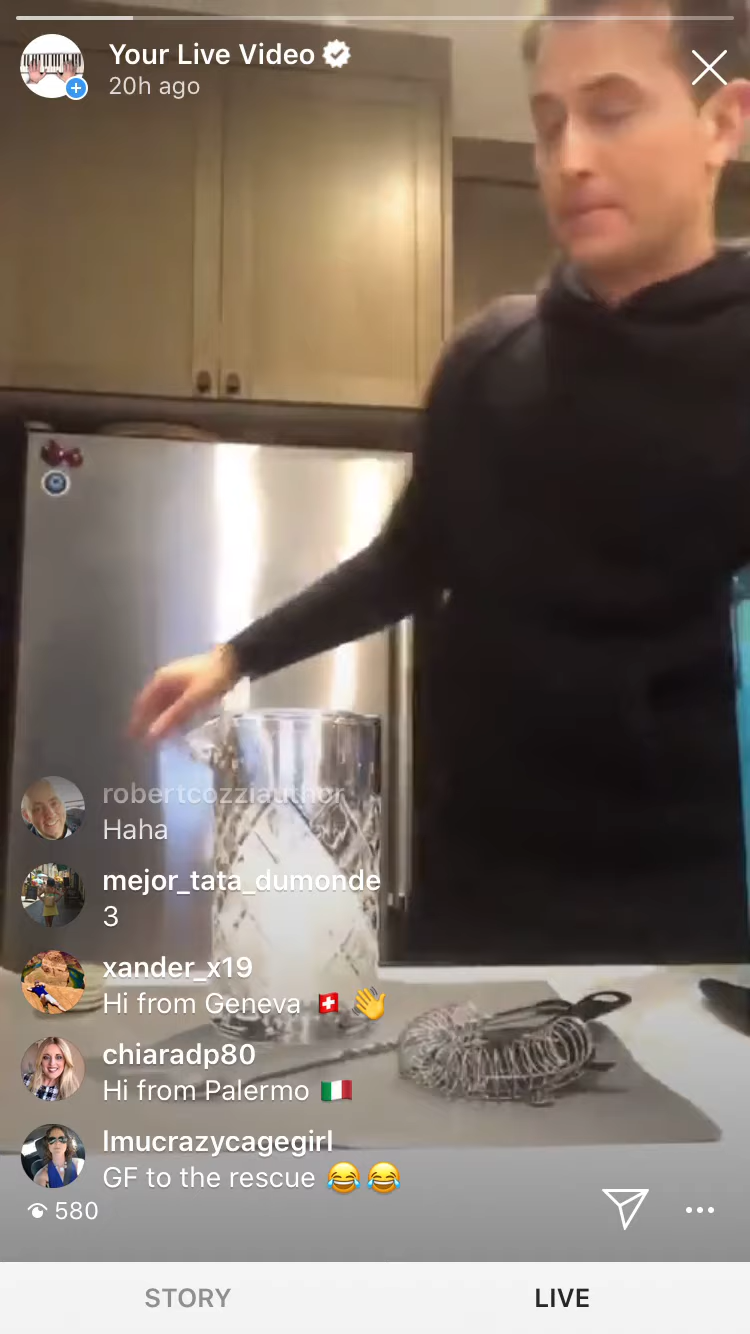 Your Live Video
20h ago
robertcozziauthor
Haha
mejor_tata_dumonde
3
xander_x19
Hi from Geneva 🇨🇭 👋
chiaradp80
Hi from Palermo 🇮🇹
lmucrazycagegirl
GF to the rescue 😂 😂
580
STORY
LIVE